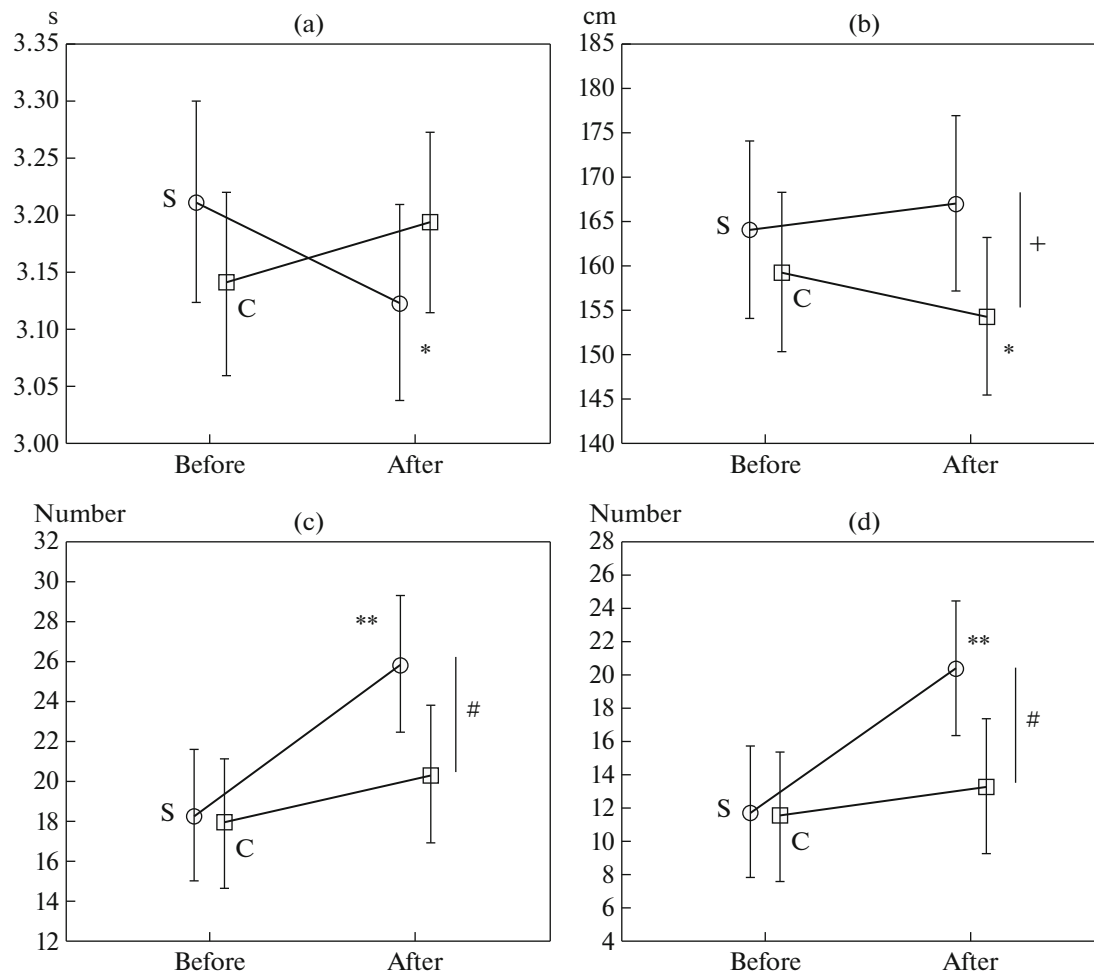 s
(a)
3.35
3.30
3.25
3.20
3.15
3.10
3.05
3.00
S
C
*
Before After
cm
(b)
185
180
175
170
165
160
155
150
145
140
S
C
+
*
Before After
Number
(c)
32
30
28
26
24
22
20
18
16
14
12
**
#
S
C
Before After
Number
(d)
28
26
24
22
20
18
16
14
12
10
8
6
4
**
#
S
C
Before After